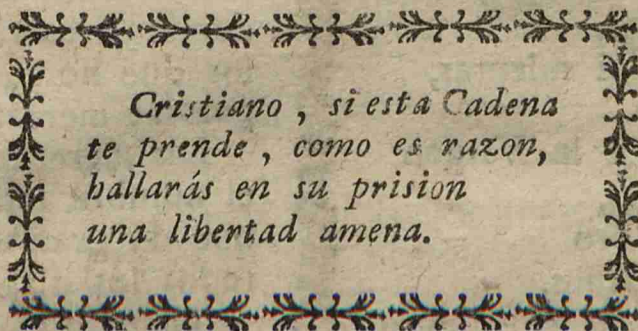 Cristiano , si esta Cadena
te prende , como es razon,
hallarás en su prision
una libertad amena.